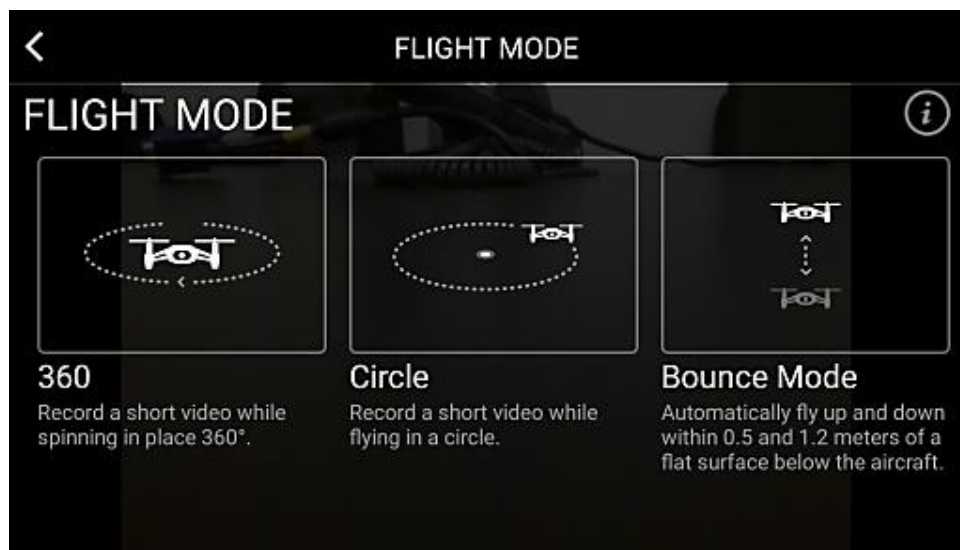 FLIGHT MODE
FLIGHT MODE
i
360
Record a short video while
spinning in place 360°.
Circle
Record a short video while
flying in a circle.
Bounce Mode
Automatically fly up and down
within 0.5 and 1.2 meters of a
flat surface below the aircraft.